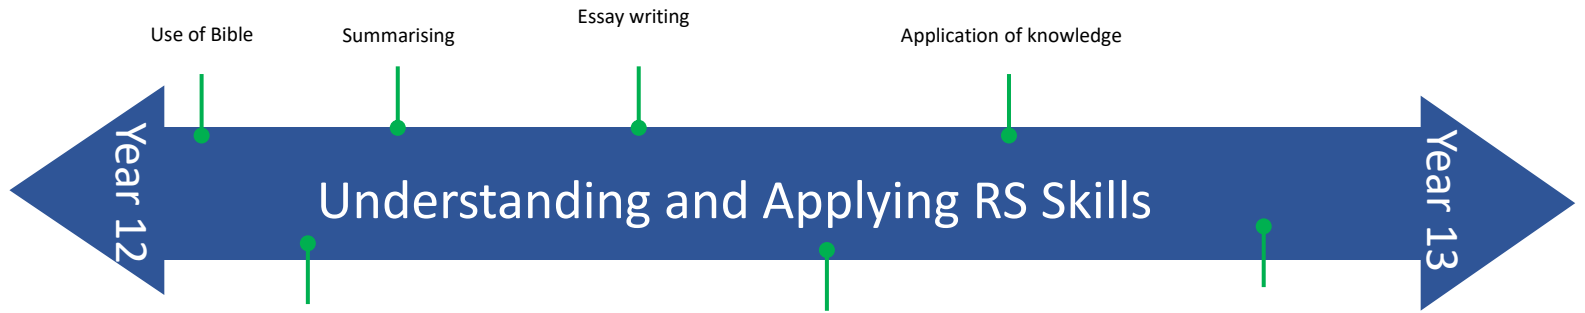 Essay writing
Use of Bible
Summarising
Application of knowledge
Year 12
Understanding and Applying RS Skills
Year 13